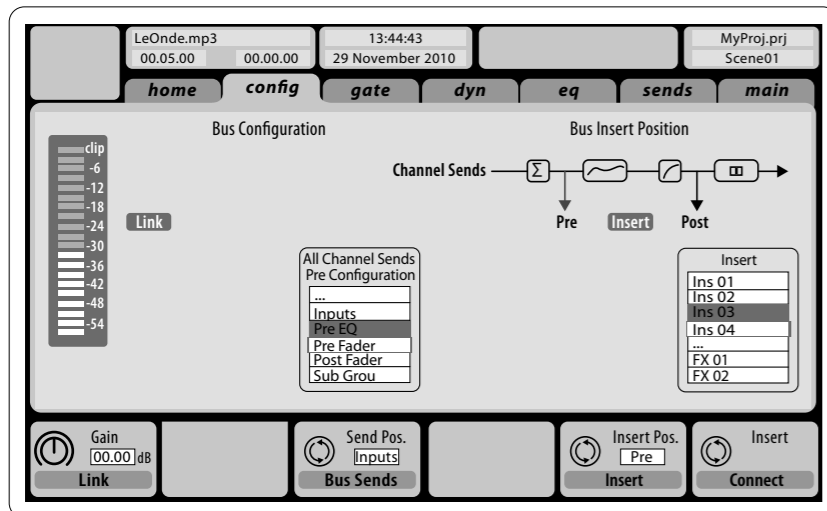 LeOnde.mp3
00.05.00 00.00.00
13:44:43
29 November 2010
MyProj.prj
Scene01
home config gate dyn eq sends main
Bus Configuration
Bus Insert Position
clip
-6
-12
-18
-24
-30
-36
-42
-48
-54
Link
Channel Sends
Σ
Pre Insert Post
All Channel Sends
Pre Configuration
...
Inputs
Pre EQ
Pre Fader
Post Fader
Sub Grou
Insert
Ins 01
Ins 02
Ins 03
Ins 04
...
FX 01
FX 02
Gain
00.00 dB
Link
Send Pos.
Inputs
Bus Sends
Insert Pos.
Pre
Insert
Insert
Connect